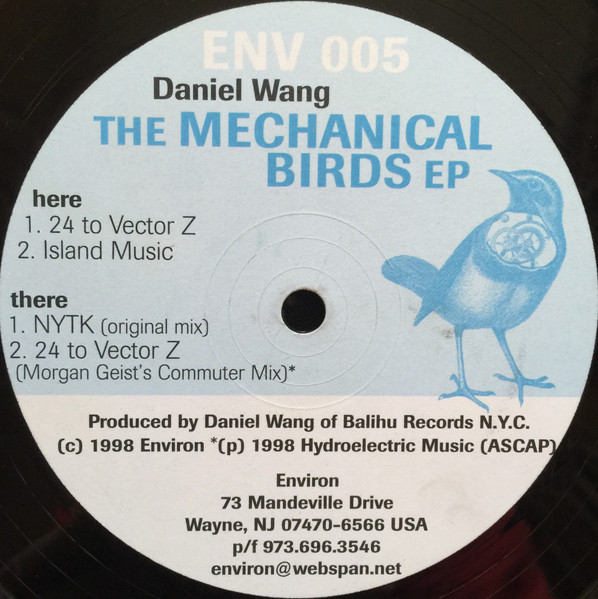 ENV 005
Daniel Wang
THE MECHANICAL
BIRDS EP
here
1. 24 to Vector Z
2. Island Music
there
1. NYTK (original mix)
2. 24 to Vector Z
(Morgan Geist's Commuter Mix)*
Produced by Daniel Wang of Balihu Records N.Y.C.
(c) 1998 Environ *(p) 1998 Hydroelectric Music (ASCAP)
Environ
73 Mandeville Drive
Wayne, NJ 07470-6566 USA
p/f 973.696.3546
environ@webspan.net